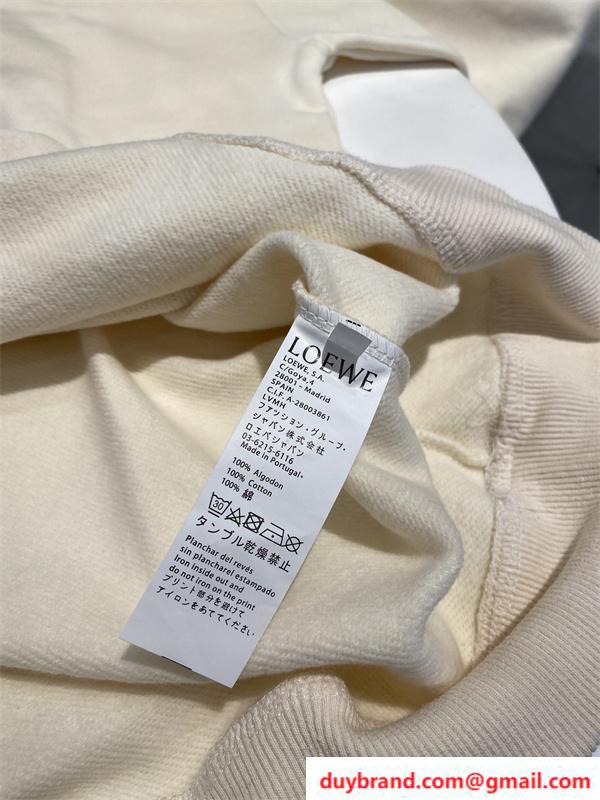 LOEWE
LOEWE, S.A.
C/Goya,4
28001 - Madrid
SPAIN
C.I.F. A-28003861
LVMH
ファッション・グループ・
ジャパン株式会社
ロエベジャパン
03-6215-6116
Made in Portugal•
100% Algodon
100% Cotton
100% 綿
30
タンブル乾燥禁止
Planchar del revés
sin plancharel estampado
Iron inside out and
do not iron on the print
プリント部分を避けて
アイロンをあててください
duybrand.com@gmail.com